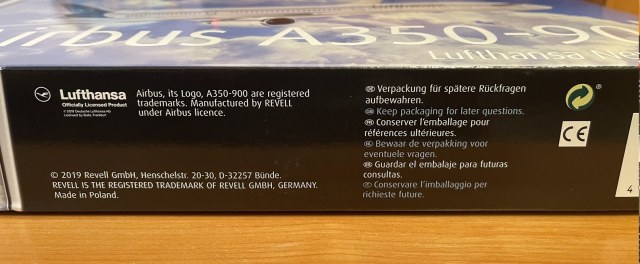 Airbus A350-90
Lufthansa
Lufthansa
Officially Licensed Product
© 2019 Deutsche Lufthansa AG
Airbus, its Logo, A350-900 are registered
trademarks. Manufactured by REVELL
under Airbus licence.
© 2019 Revell GmbH, Henschelstr. 20-30, D-32257 Bünde.
REVELL IS THE REGISTERED TRADEMARK OF REVELL GMBH, GERMANY.
Made in Poland.
Verpackung für spätere Rückfragen
aufbewahren.
Keep packaging for later questions.
Conserver l'emballage pour
références ultérieures.
Bewaar de verpakking voor
eventuele vragen.
Guardar el embalaje para futuras
consultas.
Conservare l'imballaggio per
richieste future.
®
CE
4